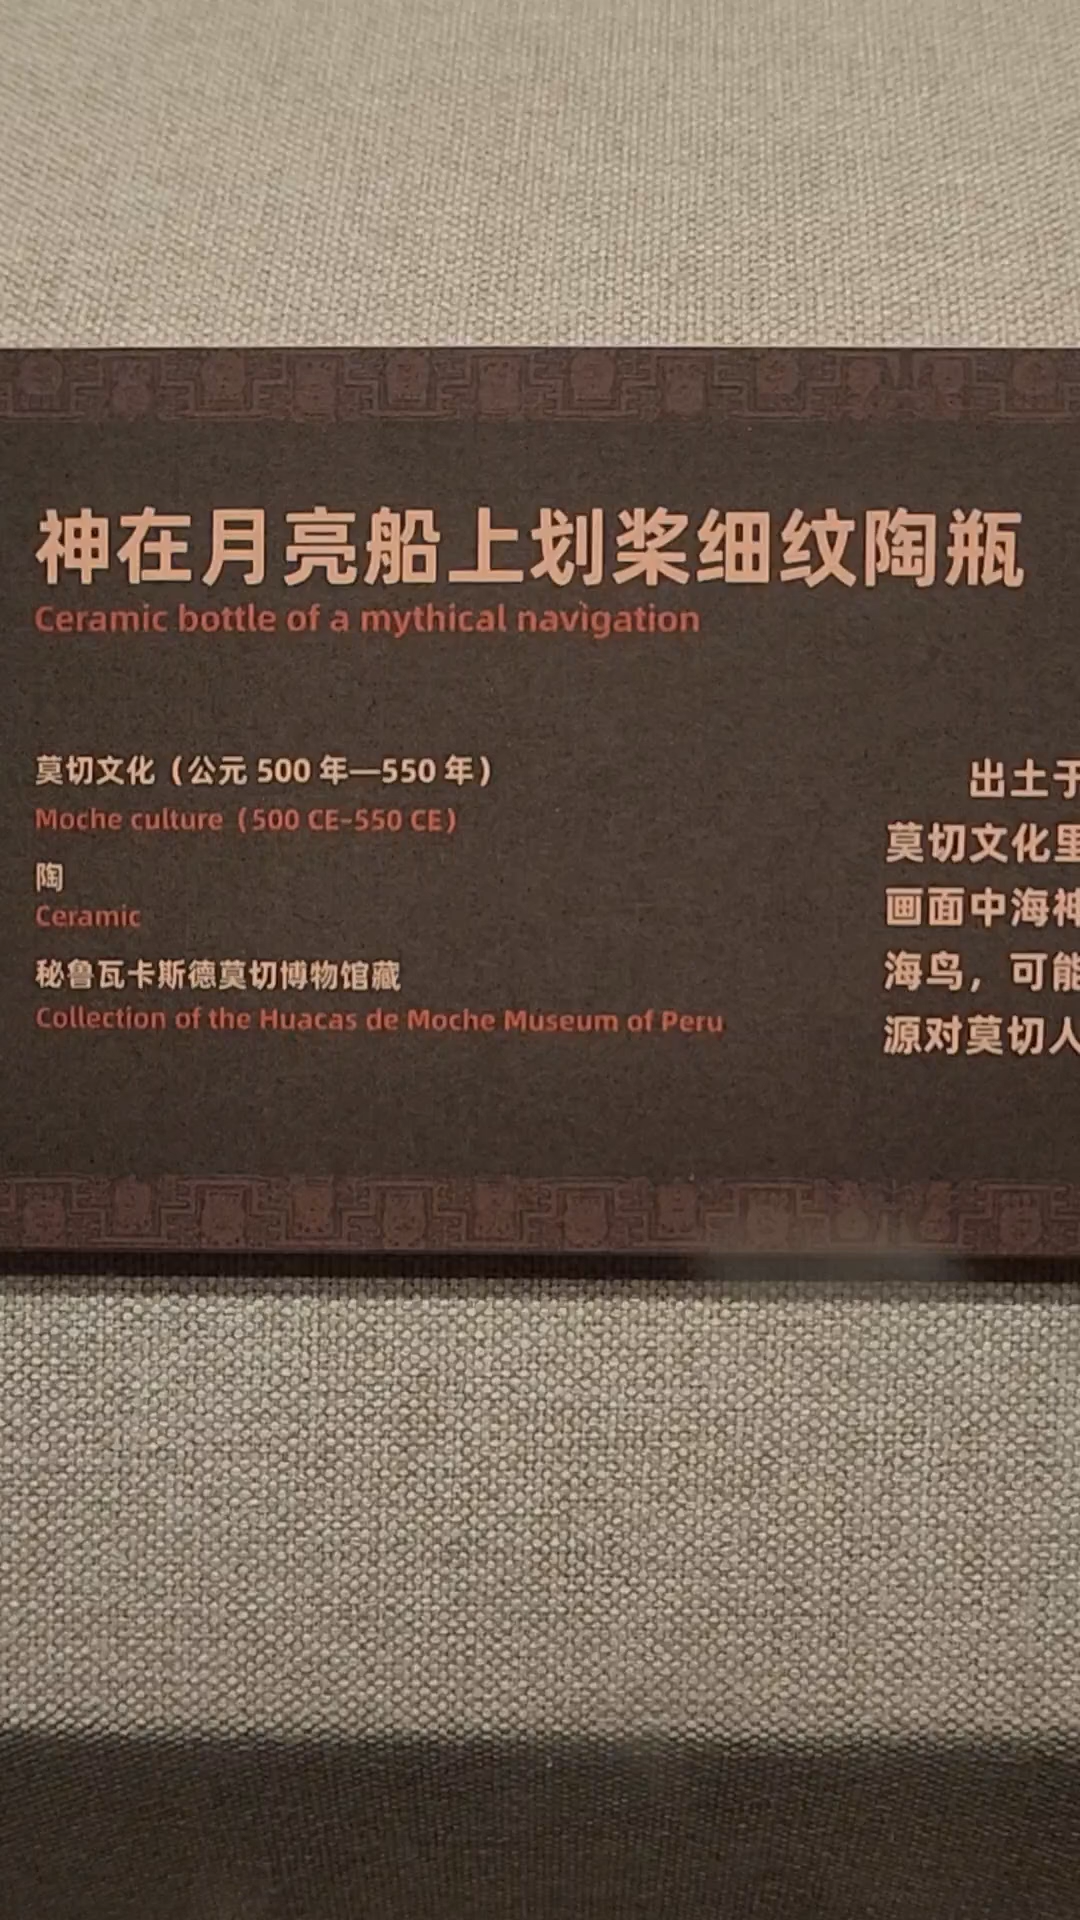 神在月亮船上划桨细纹陶瓶
Ceramic bottle of a mythical navigation
莫切文化（公元 500 年—550 年）
Moche culture（500 CE–550 CE）
陶
Ceramic
秘鲁瓦卡斯德莫切博物馆藏
Collection of the Huacas de Moche Museum of Peru
出土于
莫切文化里
画面中海神
海鸟，可能
源对莫切人